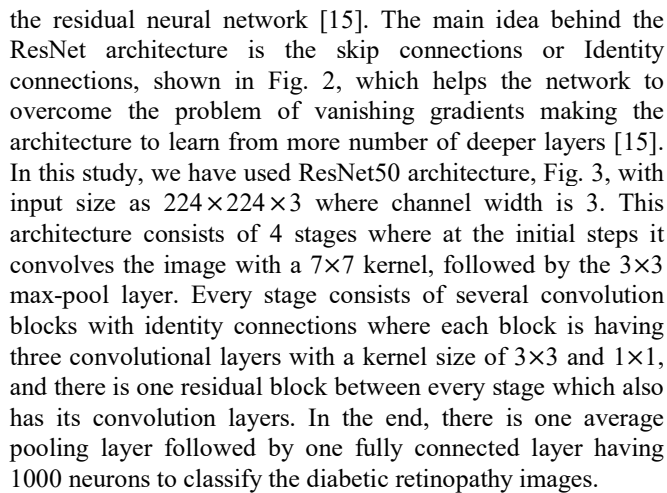 the residual neural network [15]. The main idea behind the
ResNet architecture is the skip connections or Identity
connections, shown in Fig. 2, which helps the network to
overcome the problem of vanishing gradients making the
architecture to learn from more number of deeper layers [15].
In this study, we have used ResNet50 architecture, Fig. 3, with
input size as 224×224×3 where channel width is 3. This
architecture consists of 4 stages where at the initial steps it
convolves the image with a 7×7 kernel, followed by the 3×3
max-pool layer. Every stage consists of several convolution
blocks with identity connections where each block is having
three convolutional layers with a kernel size of 3×3 and 1×1,
and there is one residual block between every stage which also
has its convolution layers. In the end, there is one average
pooling layer followed by one fully connected layer having
1000 neurons to classify the diabetic retinopathy images.